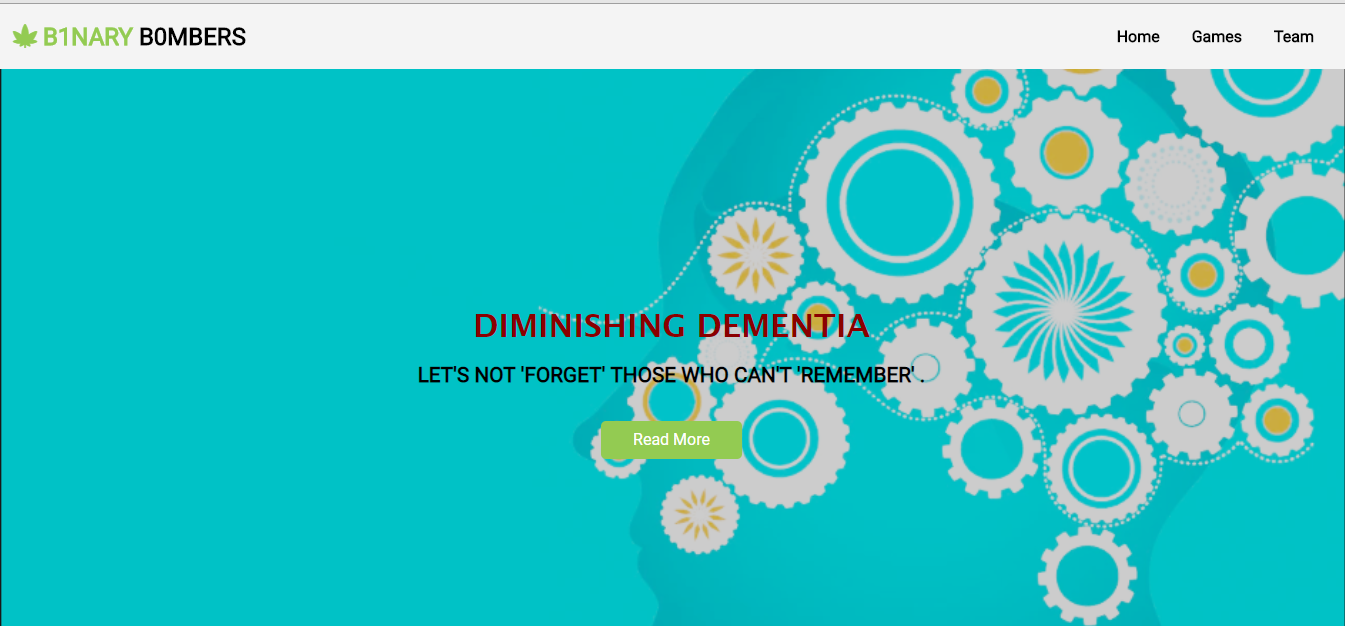 B1NARY B0MBERS
Home Games Team
DIMINISHING DEMENTIA
LET'S NOT 'FORGET' THOSE WHO CAN'T 'REMEMBER' .
Read More